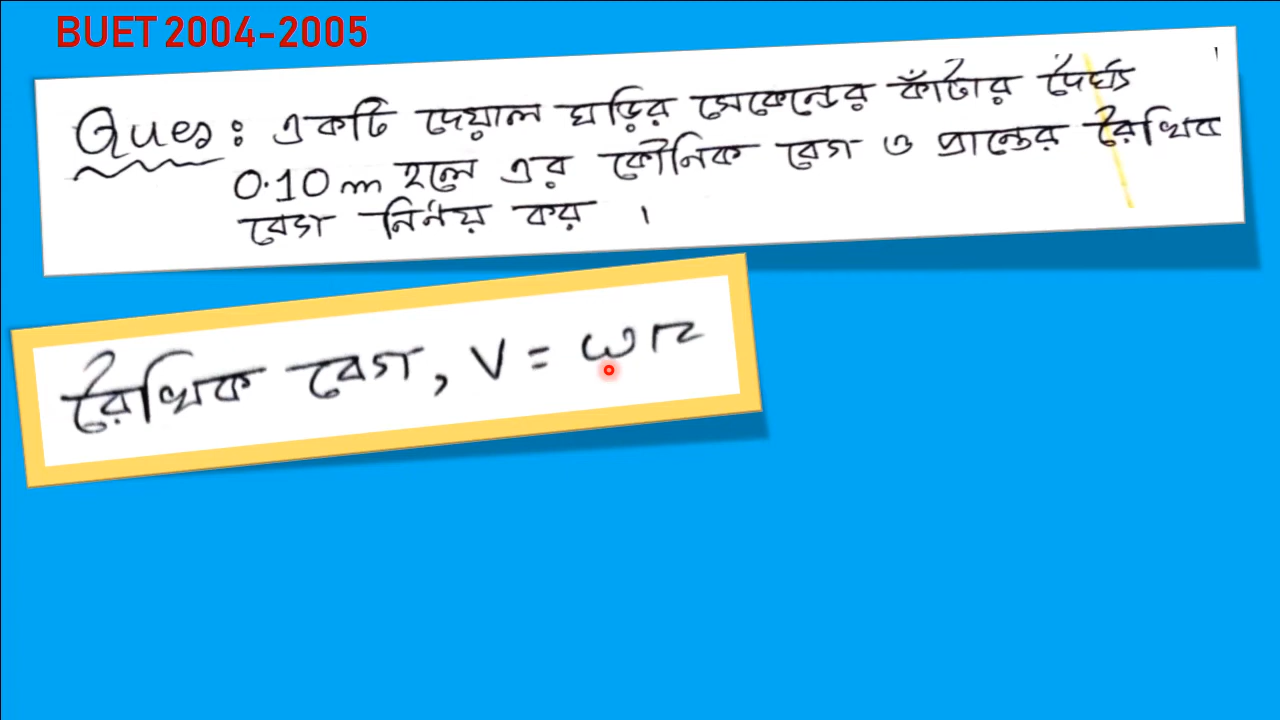 BUET 2004-2005
Ques: একটি দেয়াল ঘড়ির সেকেন্ডের কাঁটার দৈর্ঘ্য
0.10 m হলে এর কৌনিক বেগ ও প্রান্তের রৈখিক
বেগ নির্ণয় কর ।
রৈখিক বেগ, V = ωr